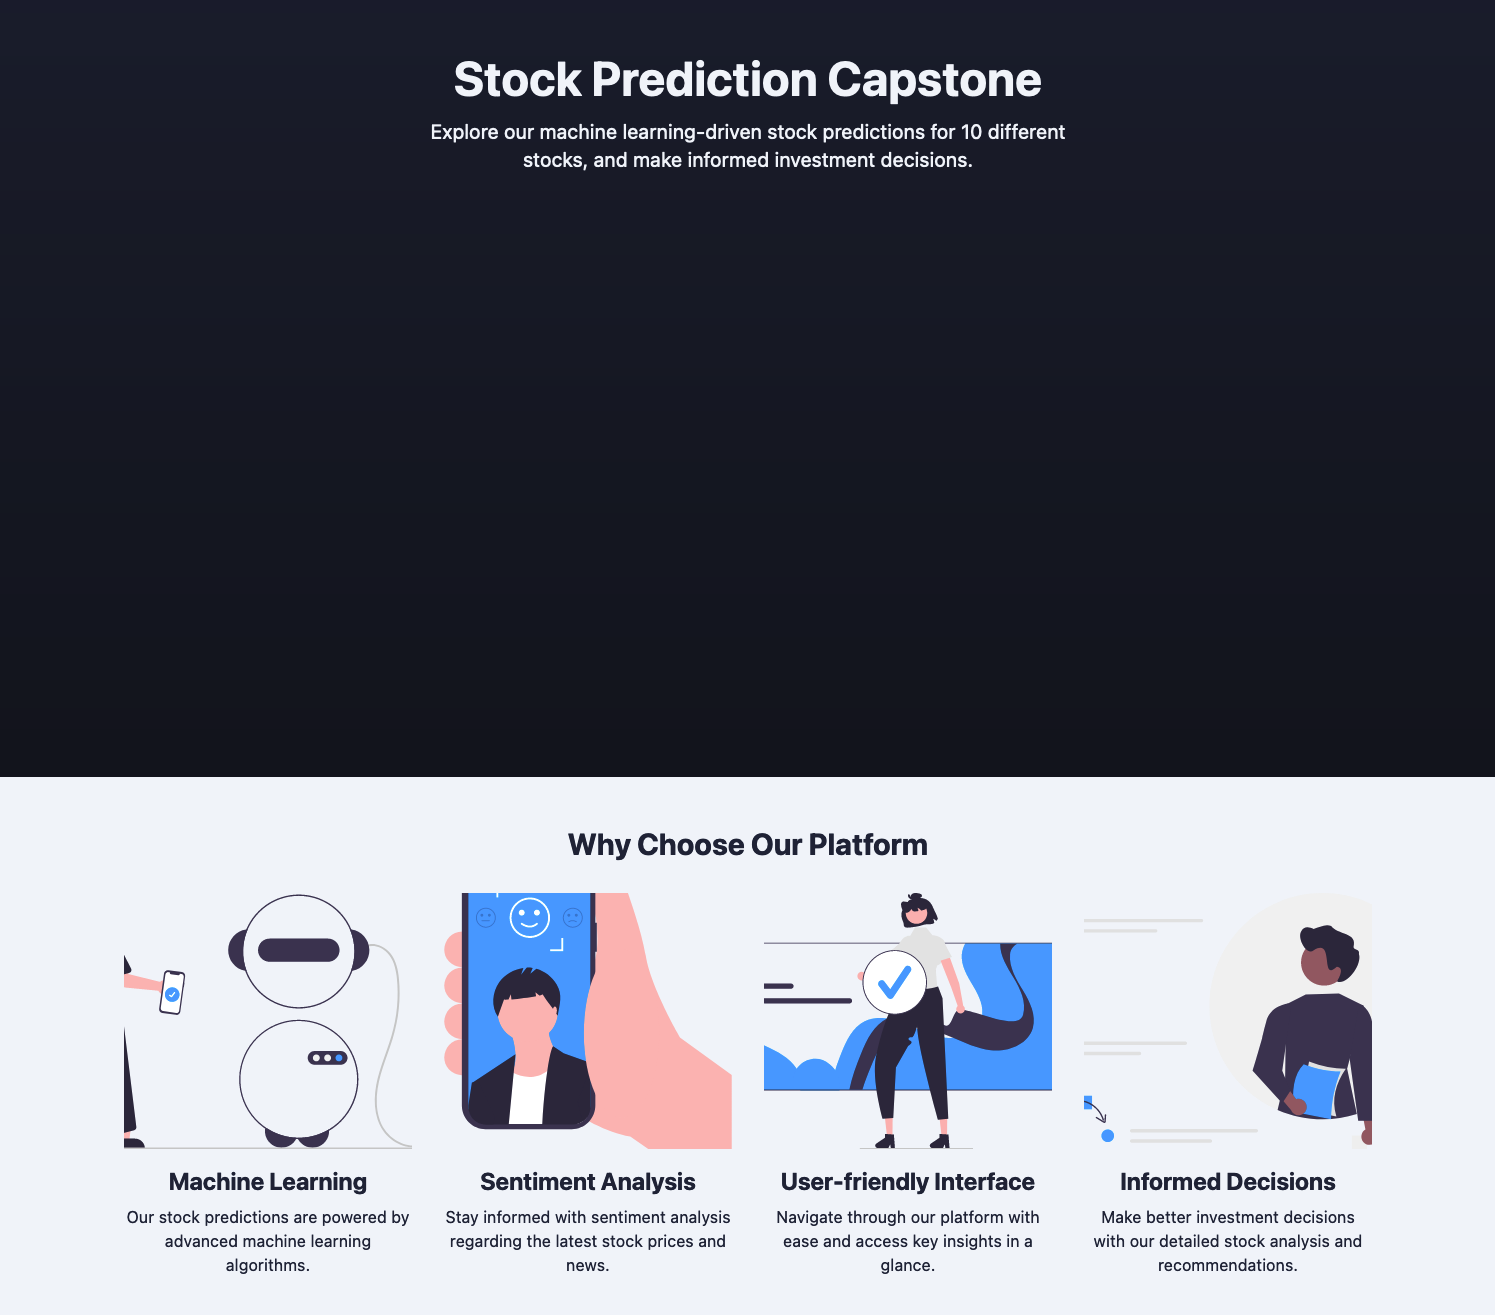 Stock Prediction Capstone
Explore our machine learning-driven stock predictions for 10 different
stocks, and make informed investment decisions.
Why Choose Our Platform
Machine Learning
Our stock predictions are powered by
advanced machine learning
algorithms.
Sentiment Analysis
Stay informed with sentiment analysis
regarding the latest stock prices and
news.
User-friendly Interface
Navigate through our platform with
ease and access key insights in a
glance.
Informed Decisions
Make better investment decisions
with our detailed stock analysis and
recommendations.